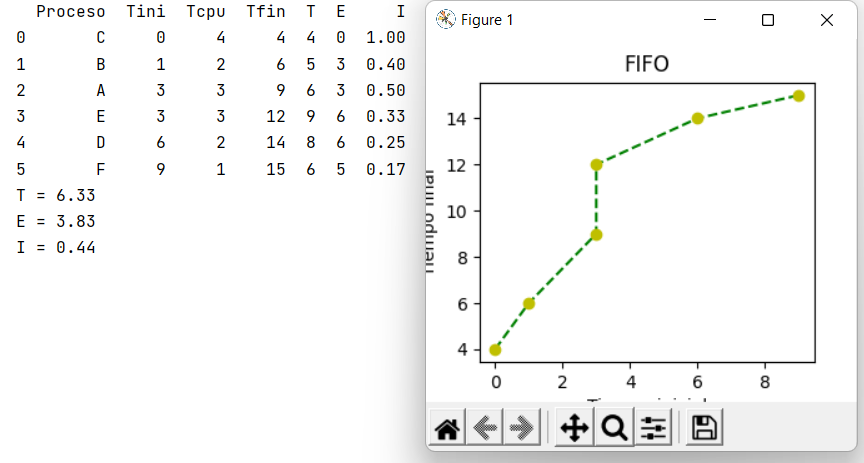 Proceso Tini Tcpu Tfin T E I
0 C 0 4 4 4 0 1.00
1 B 1 2 6 5 3 0.40
2 A 3 3 9 6 3 0.50
3 E 3 3 12 9 6 0.33
4 D 6 2 14 8 6 0.25
5 F 9 1 15 6 5 0.17
T = 6.33
E = 3.83
I = 0.44
Figure 1
FIFO
14
12
10
8
6
4
0 2 4 6 8